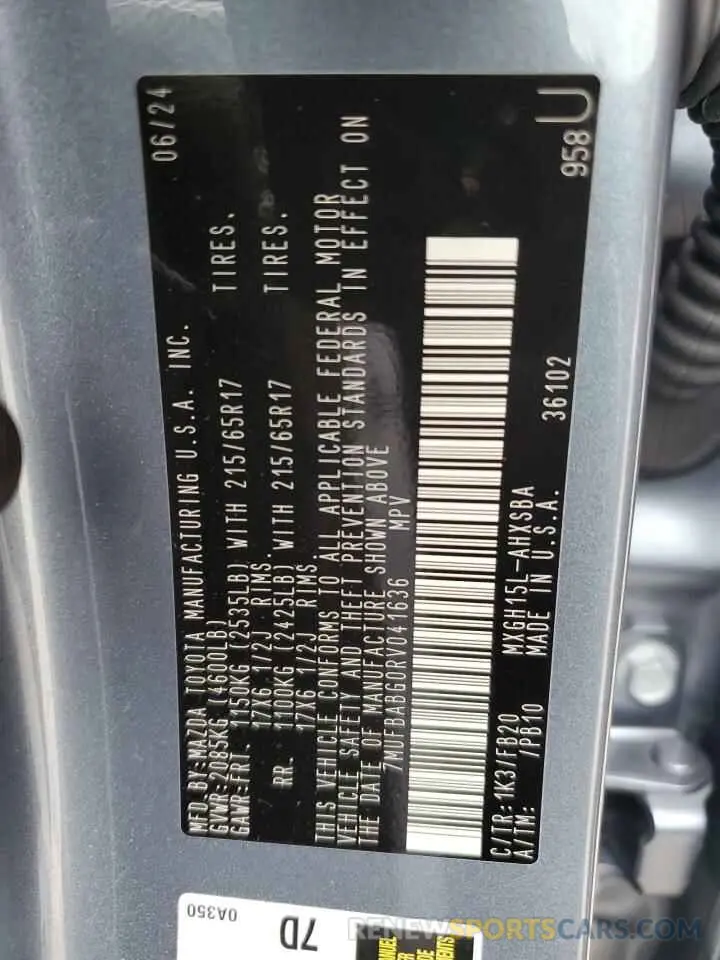 MFD.BY:MAZDA TOYOTA MANUFACTURING U.S.A. INC. 06/24
GVWR:2085KG (4600LB)
GAWR:FRT. 1150KG (2535LB) WITH 215/65R17 TIRES.
17X6 1/2J RIMS.
RR. 1100KG (2425LB) WITH 215/65R17 TIRES.
17X6 1/2J RIMS
THIS VEHICLE CONFORMS TO ALL APPLICABLE FEDERAL MOTOR
VEHICLE SAFETY AND THEFT PREVENTION STANDARDS IN EFFECT ON
THE DATE OF MANUFACTURE SHOWN ABOVE
7MUFBABG0RV041636 MPV
C/TR:1K3/FB20 MXGH15L-AHXSBA 36102
A/TM: /PB10 MADE IN U.S.A.
958 U
0A350
7D
RENEWSPORTCARS.COM